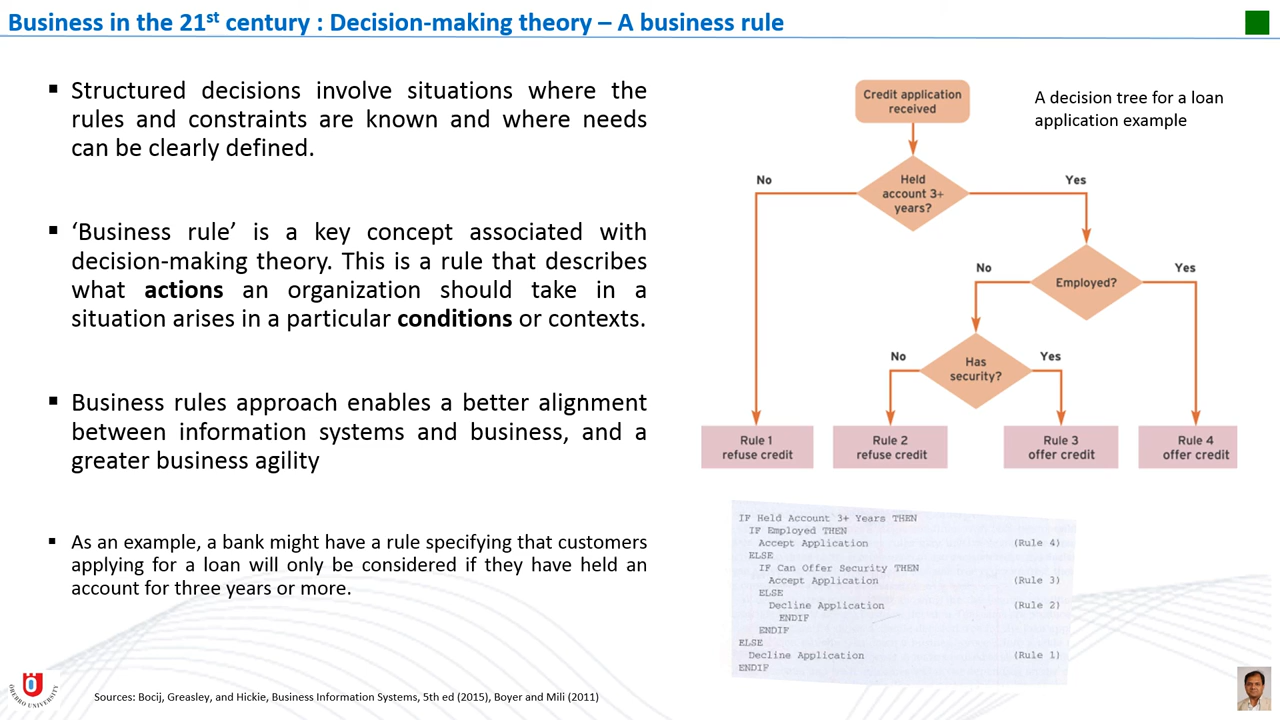 Business in the 21st century : Decision-making theory – A business rule
▪ Structured decisions involve situations where the
rules and constraints are known and where needs
can be clearly defined.
▪ ‘Business rule’ is a key concept associated with
decision-making theory. This is a rule that describes
what actions an organization should take in a
situation arises in a particular conditions or contexts.
▪ Business rules approach enables a better alignment
between information systems and business, and a
greater business agility
▪ As an example, a bank might have a rule specifying that customers
applying for a loan will only be considered if they have held an
account for three years or more.
A decision tree for a loan
application example
Credit application
received
Held
account 3+
years?
No
Yes
Employed?
No
Yes
Has
security?
No
Yes
Rule 1
refuse credit
Rule 2
refuse credit
Rule 3
offer credit
Rule 4
offer credit
IF Held Account 3+ Years THEN
IF Employed THEN
Accept Application (Rule 4)
ELSE
IF Can Offer Security THEN
Accept Application (Rule 3)
ELSE
Decline Application (Rule 2)
ENDIF
ENDIF
ELSE
Decline Application (Rule 1)
ENDIF
ÖREBRO UNIVERSITY
Sources: Bocij, Greasley, and Hickie, Business Information Systems, 5th ed (2015), Boyer and Mili (2011)